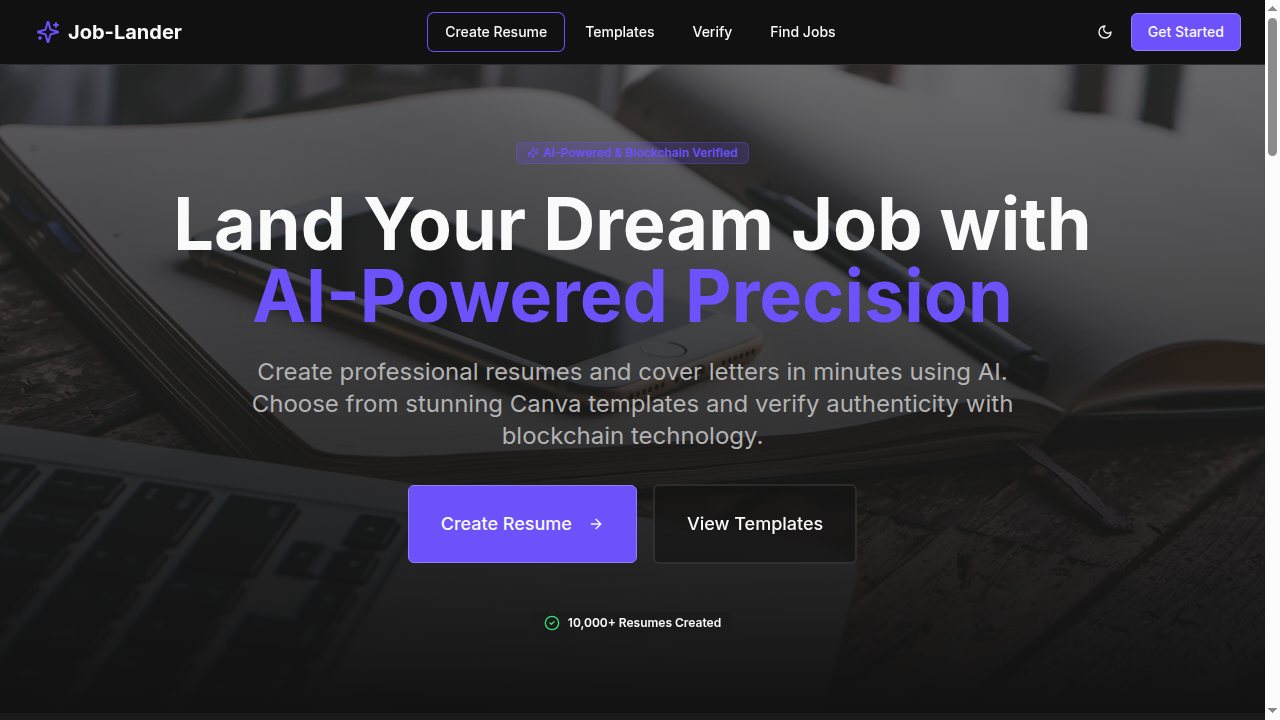 Job-Lander
Create Resume
Templates
Verify
Find Jobs
Get Started
AI-Powered & Blockchain Verified
Land Your Dream Job with
AI-Powered Precision
Create professional resumes and cover letters in minutes using AI.
Choose from stunning Canva templates and verify authenticity with
blockchain technology.
Create Resume
View Templates
10,000+ Resumes Created